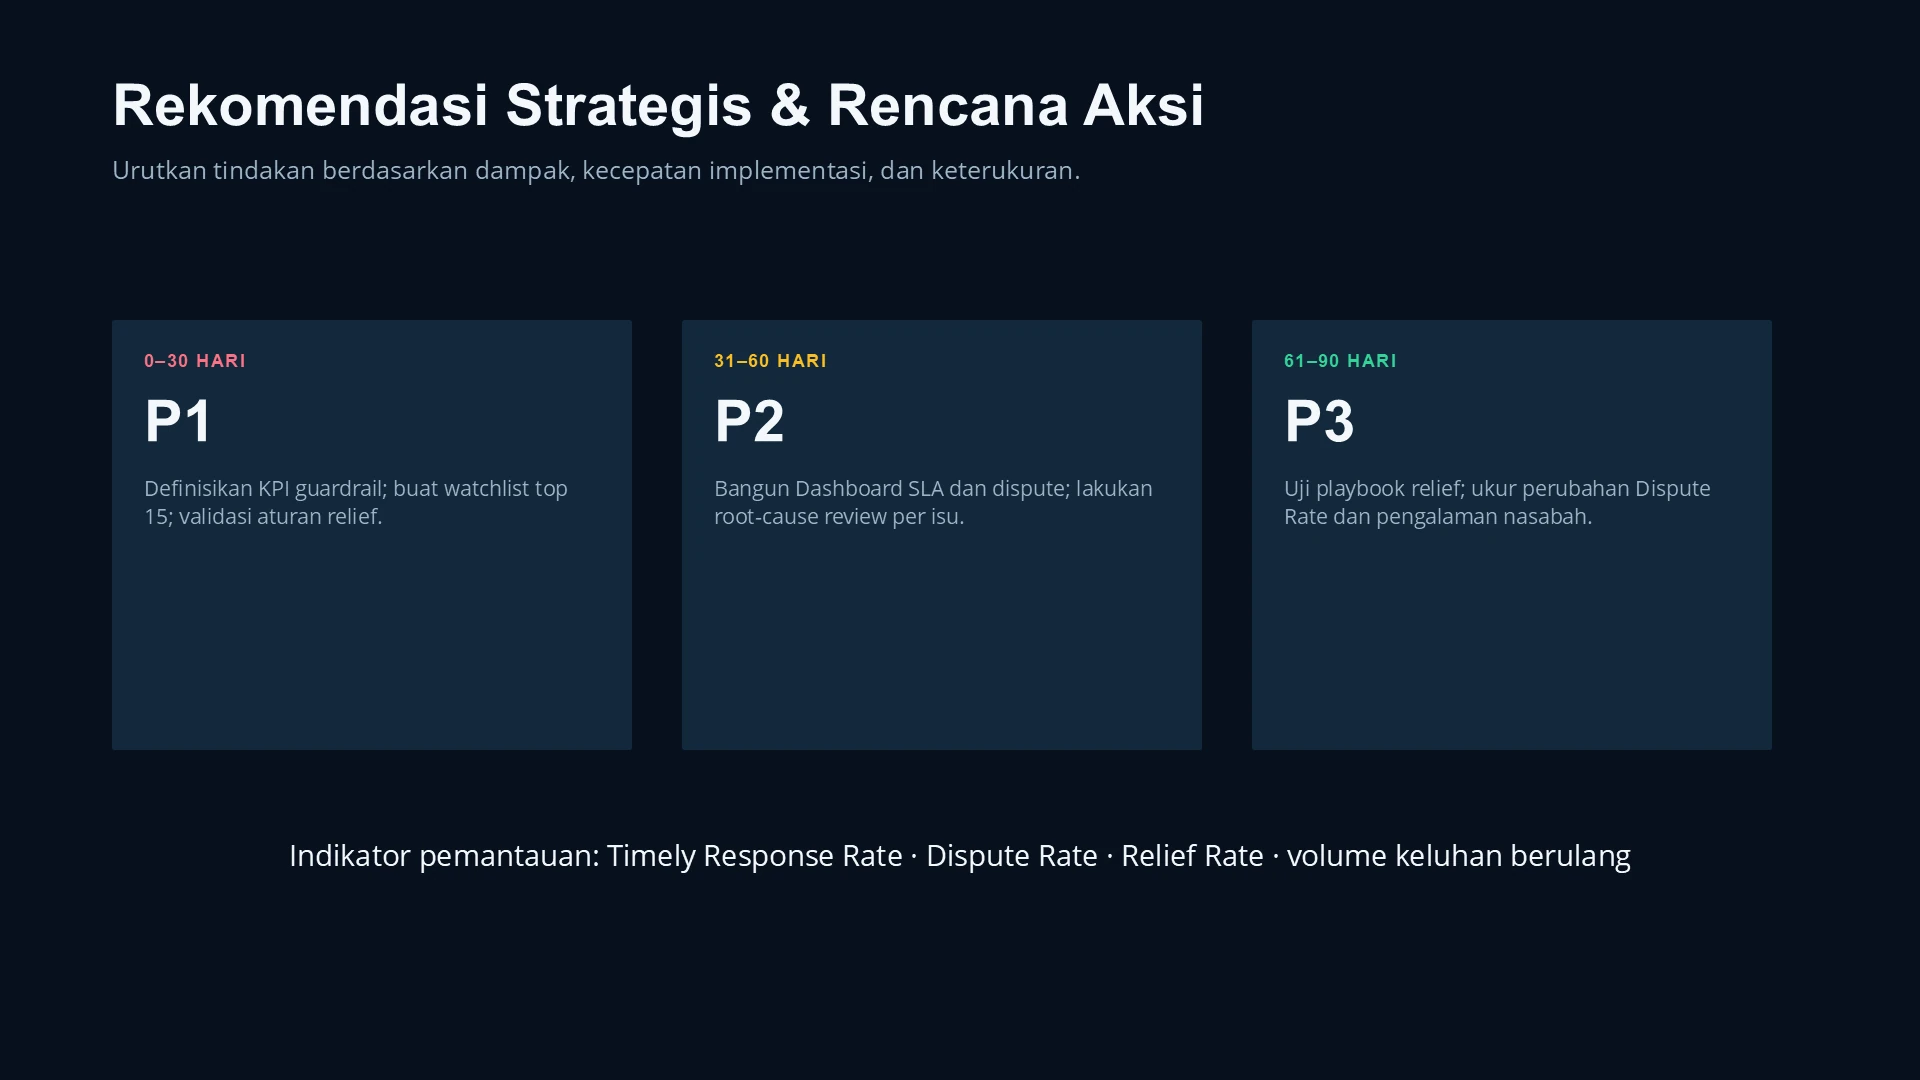 Rekomendasi Strategis & Rencana Aksi
Urutkan tindakan berdasarkan dampak, kecepatan implementasi, dan keterukuran.
0–30 HARI
P1
Definisikan KPI guardrail; buat watchlist top
15; validasi aturan relief.
31–60 HARI
P2
Bangun Dashboard SLA dan dispute; lakukan
root-cause review per isu.
61–90 HARI
P3
Uji playbook relief; ukur perubahan Dispute
Rate dan pengalaman nasabah.
Indikator pemantauan: Timely Response Rate · Dispute Rate · Relief Rate · volume keluhan berulang